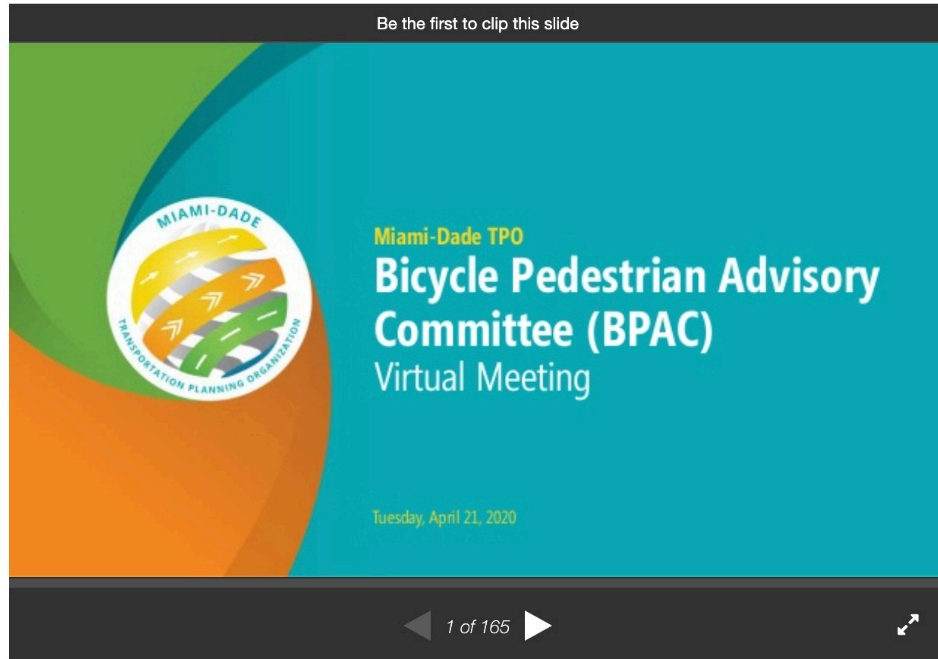 Be the first to clip this slide
MIAMI-DADE
TRANSPORTATION PLANNING ORGANIZATION
Miami-Dade TPO
Bicycle Pedestrian Advisory
Committee (BPAC)
Virtual Meeting
Tuesday, April 21, 2020
1 of 165